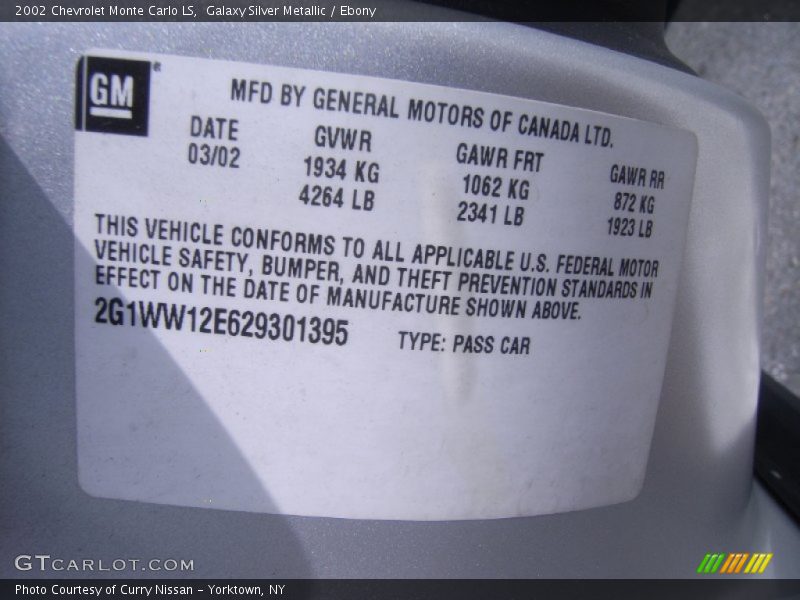 2002 Chevrolet Monte Carlo LS,  Galaxy Silver Metallic / Ebony
GM ®
MFD BY GENERAL MOTORS OF CANADA LTD.
DATE GVWR GAWR FRT GAWR RR
03/02 1934 KG 1062 KG 872 KG
4264 LB 2341 LB 1923 LB
THIS VEHICLE CONFORMS TO ALL APPLICABLE U.S. FEDERAL MOTOR
VEHICLE SAFETY, BUMPER, AND THEFT PREVENTION STANDARDS IN
EFFECT ON THE DATE OF MANUFACTURE SHOWN ABOVE.
2G1WW12E629301395 TYPE: PASS CAR
GTCARLOT.COM
Photo Courtesy of Curry Nissan - Yorktown, NY